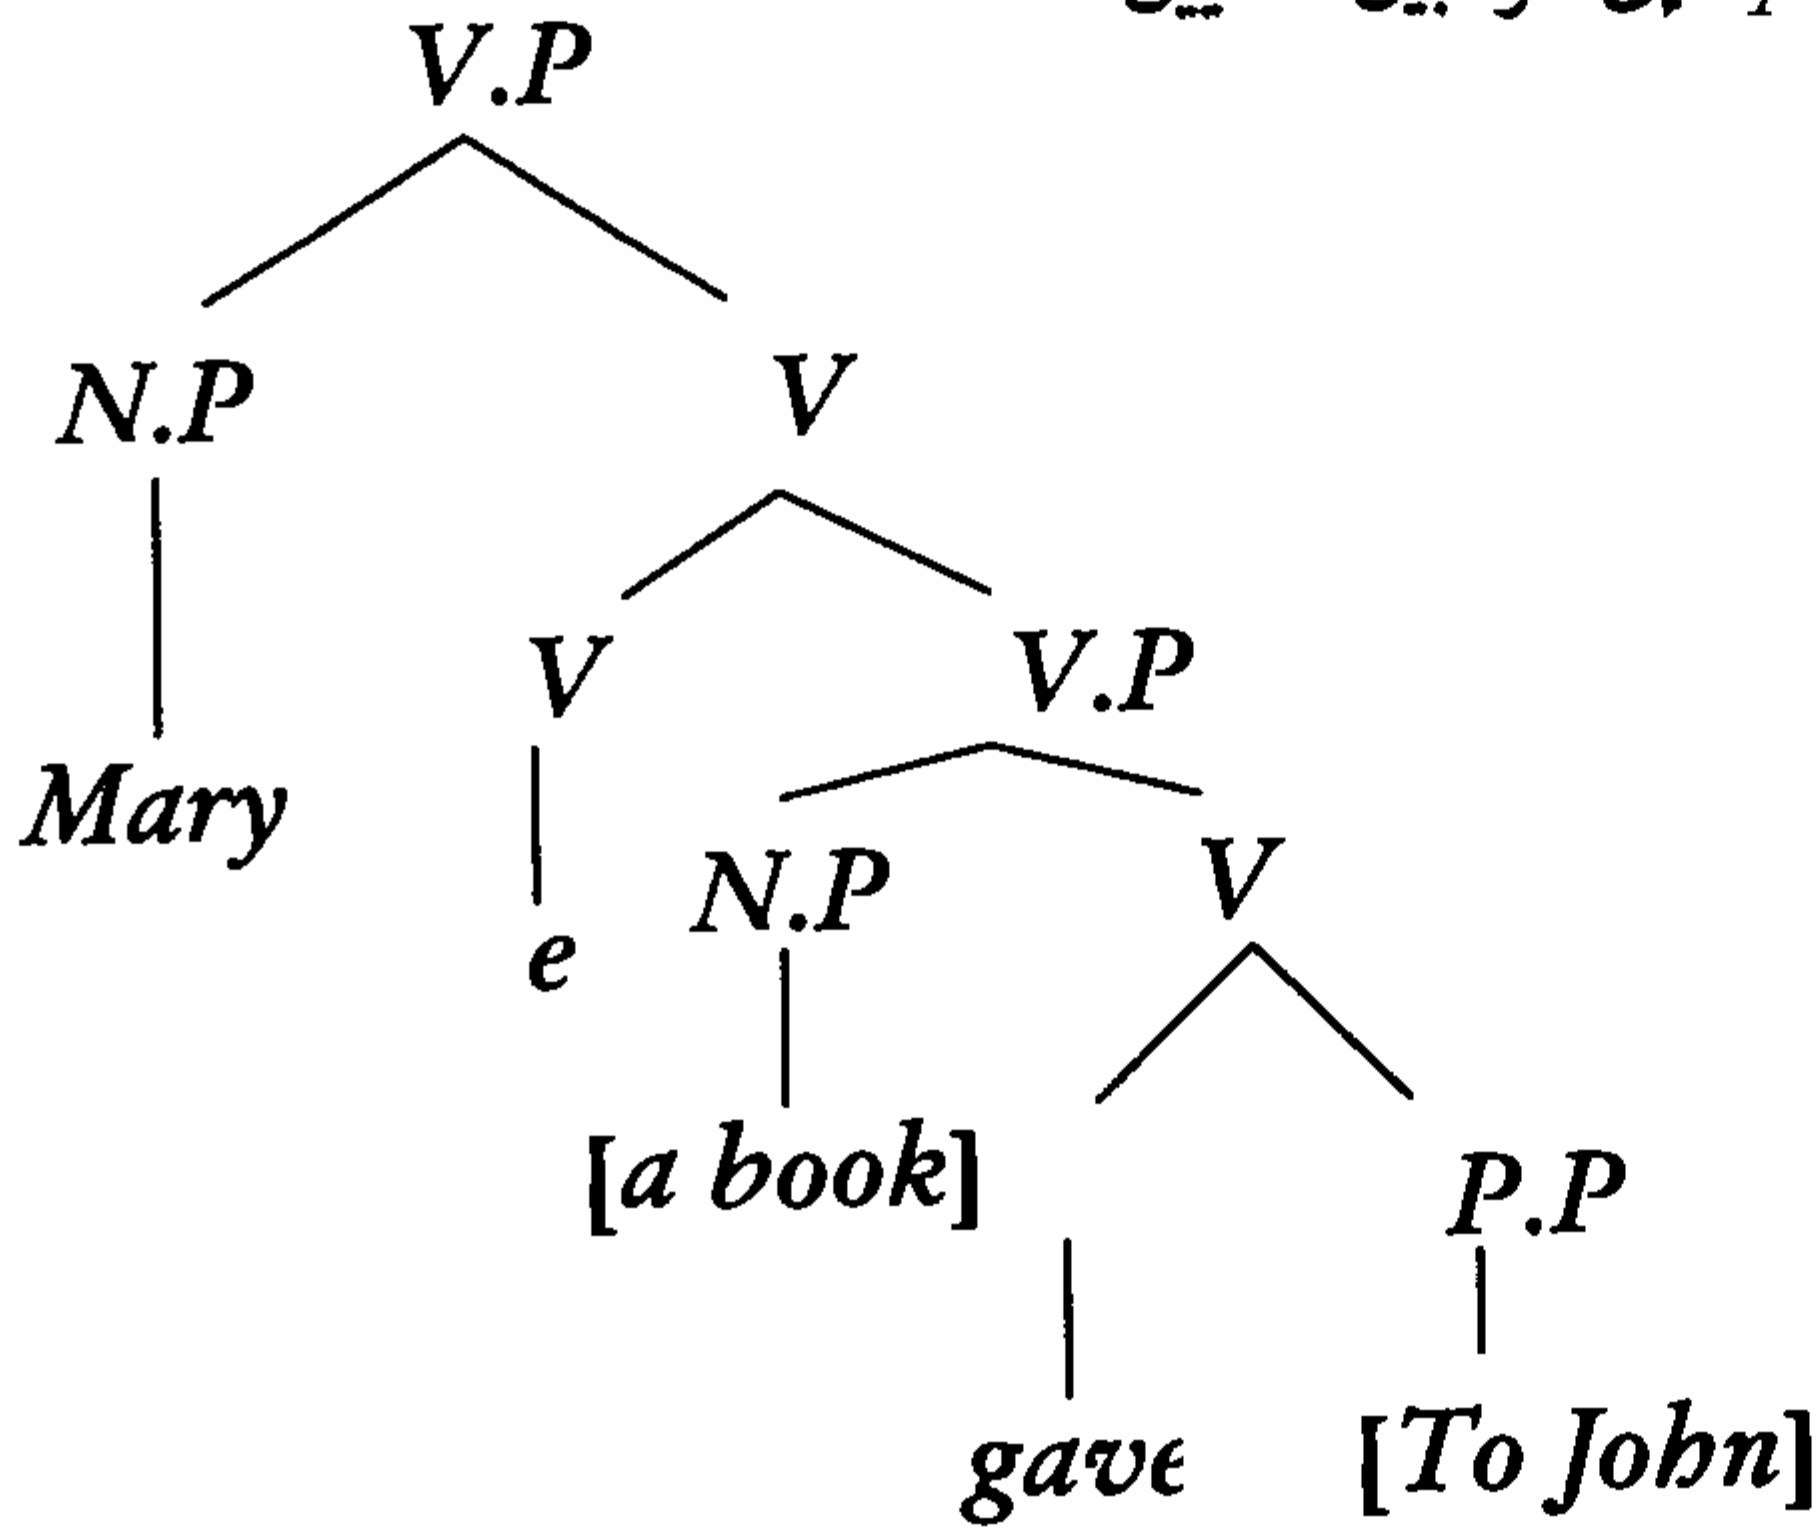 V.P
N.P V
V V.P
Mary
N.P V
e
[a book]
P.P
gave [To John]